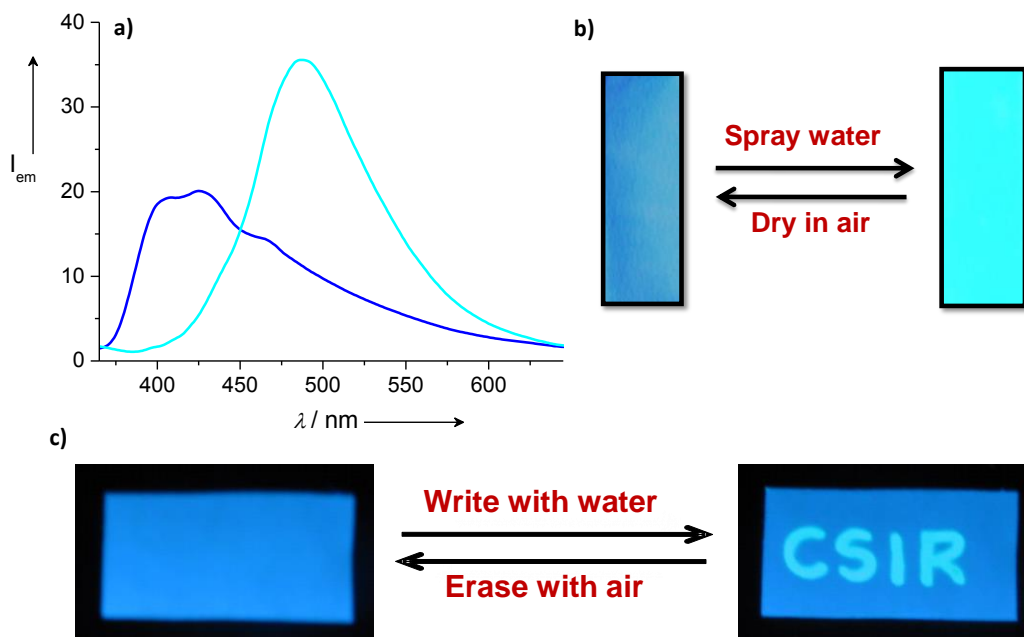 a)
40
30
20
10
0
I_em
400 450 500 550 600
λ / nm
b)
Spray water
Dry in air
c)
Write with water
Erase with air
CSIR